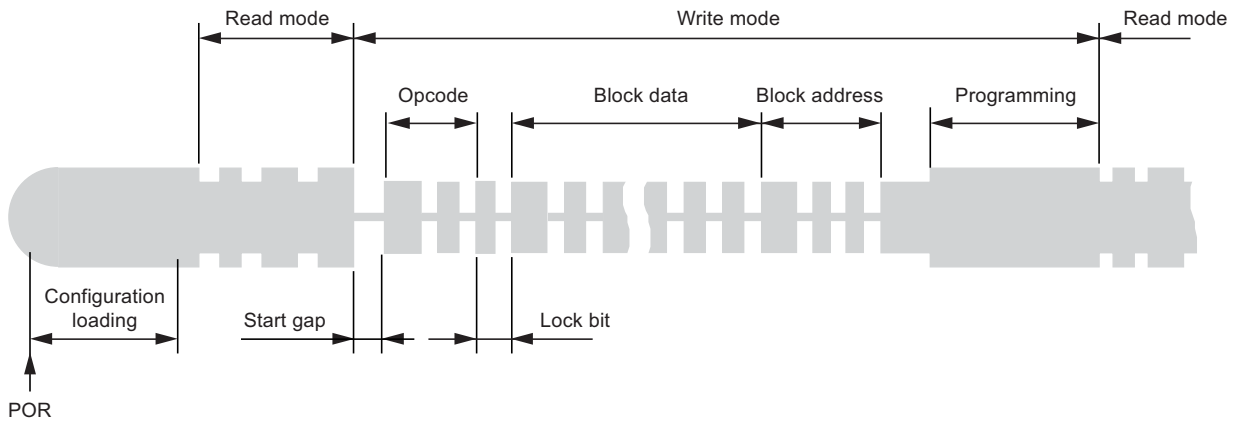 Read mode
Write mode
Read mode
Opcode
Block data
Block address
Programming
Configuration
loading
Start gap
Lock bit
POR